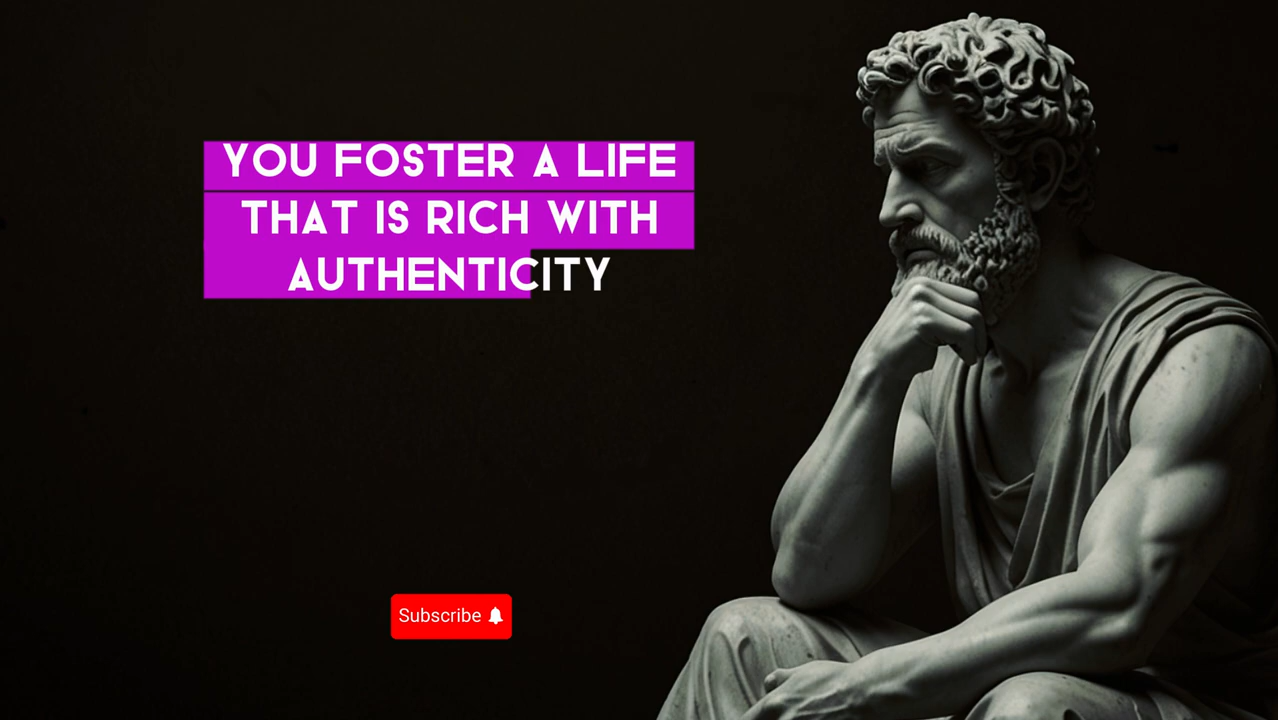 YOU FOSTER A LIFE
THAT IS RICH WITH
AUTHENTICITY
Subscribe